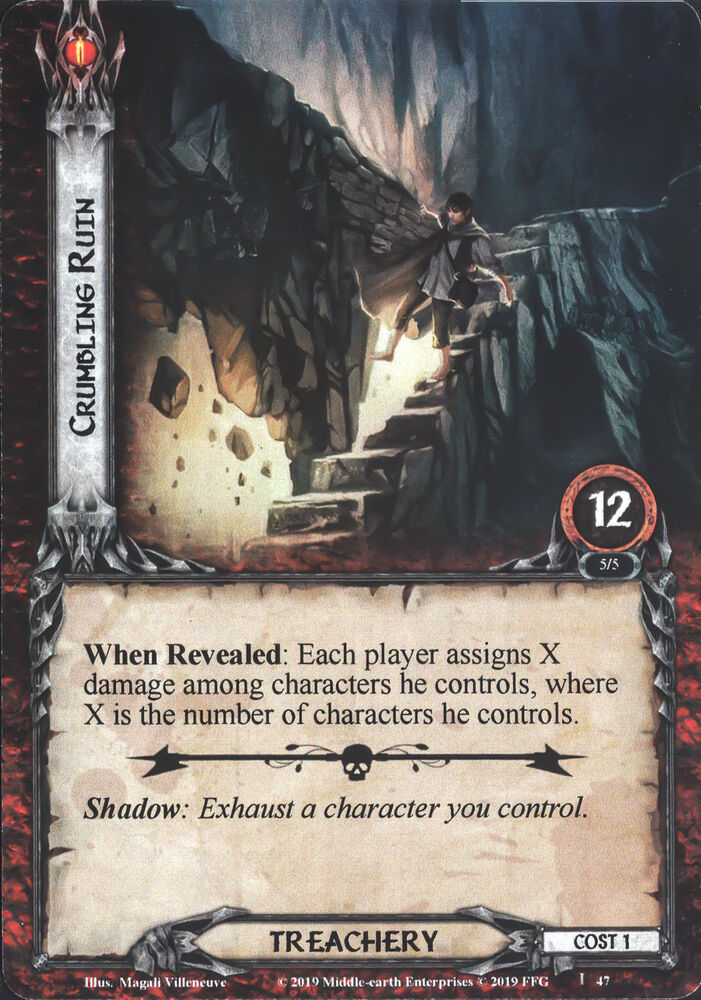 CRUMBLING RUIN
12
5/5
When Revealed: Each player assigns X
damage among characters he controls, where
X is the number of characters he controls.
Shadow: Exhaust a character you control.
TREACHERY
COST 1
Illus. Magali Villeneuve © 2019 Middle-earth Enterprises © 2019 FFG I 47